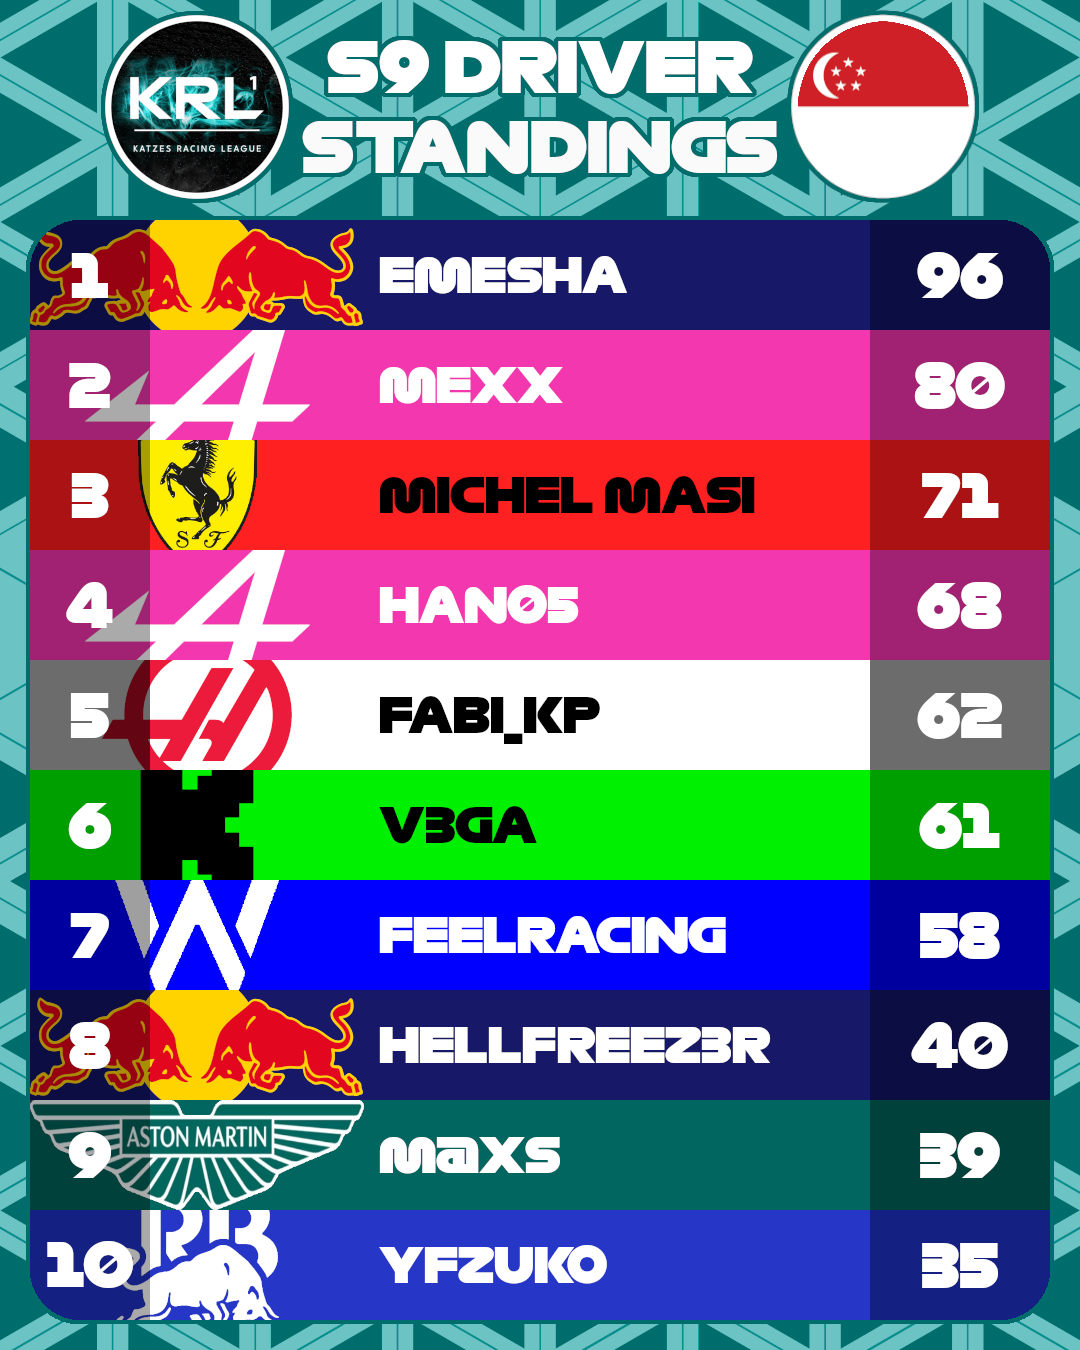 KRL1
KATZES RACING LEAGUE
S9 DRIVER
STANDINGS
1 EMESHA 96
2 MEXX 80
3 S F MICHEL MASI 71
4 HAN05 68
5 FABI_KP 62
6 V3GA 61
7 FEELRACING 58
8 HELLFREEZ3R 40
9 ASTON MARTIN MaXS 39
10 RB YFZUKO 35